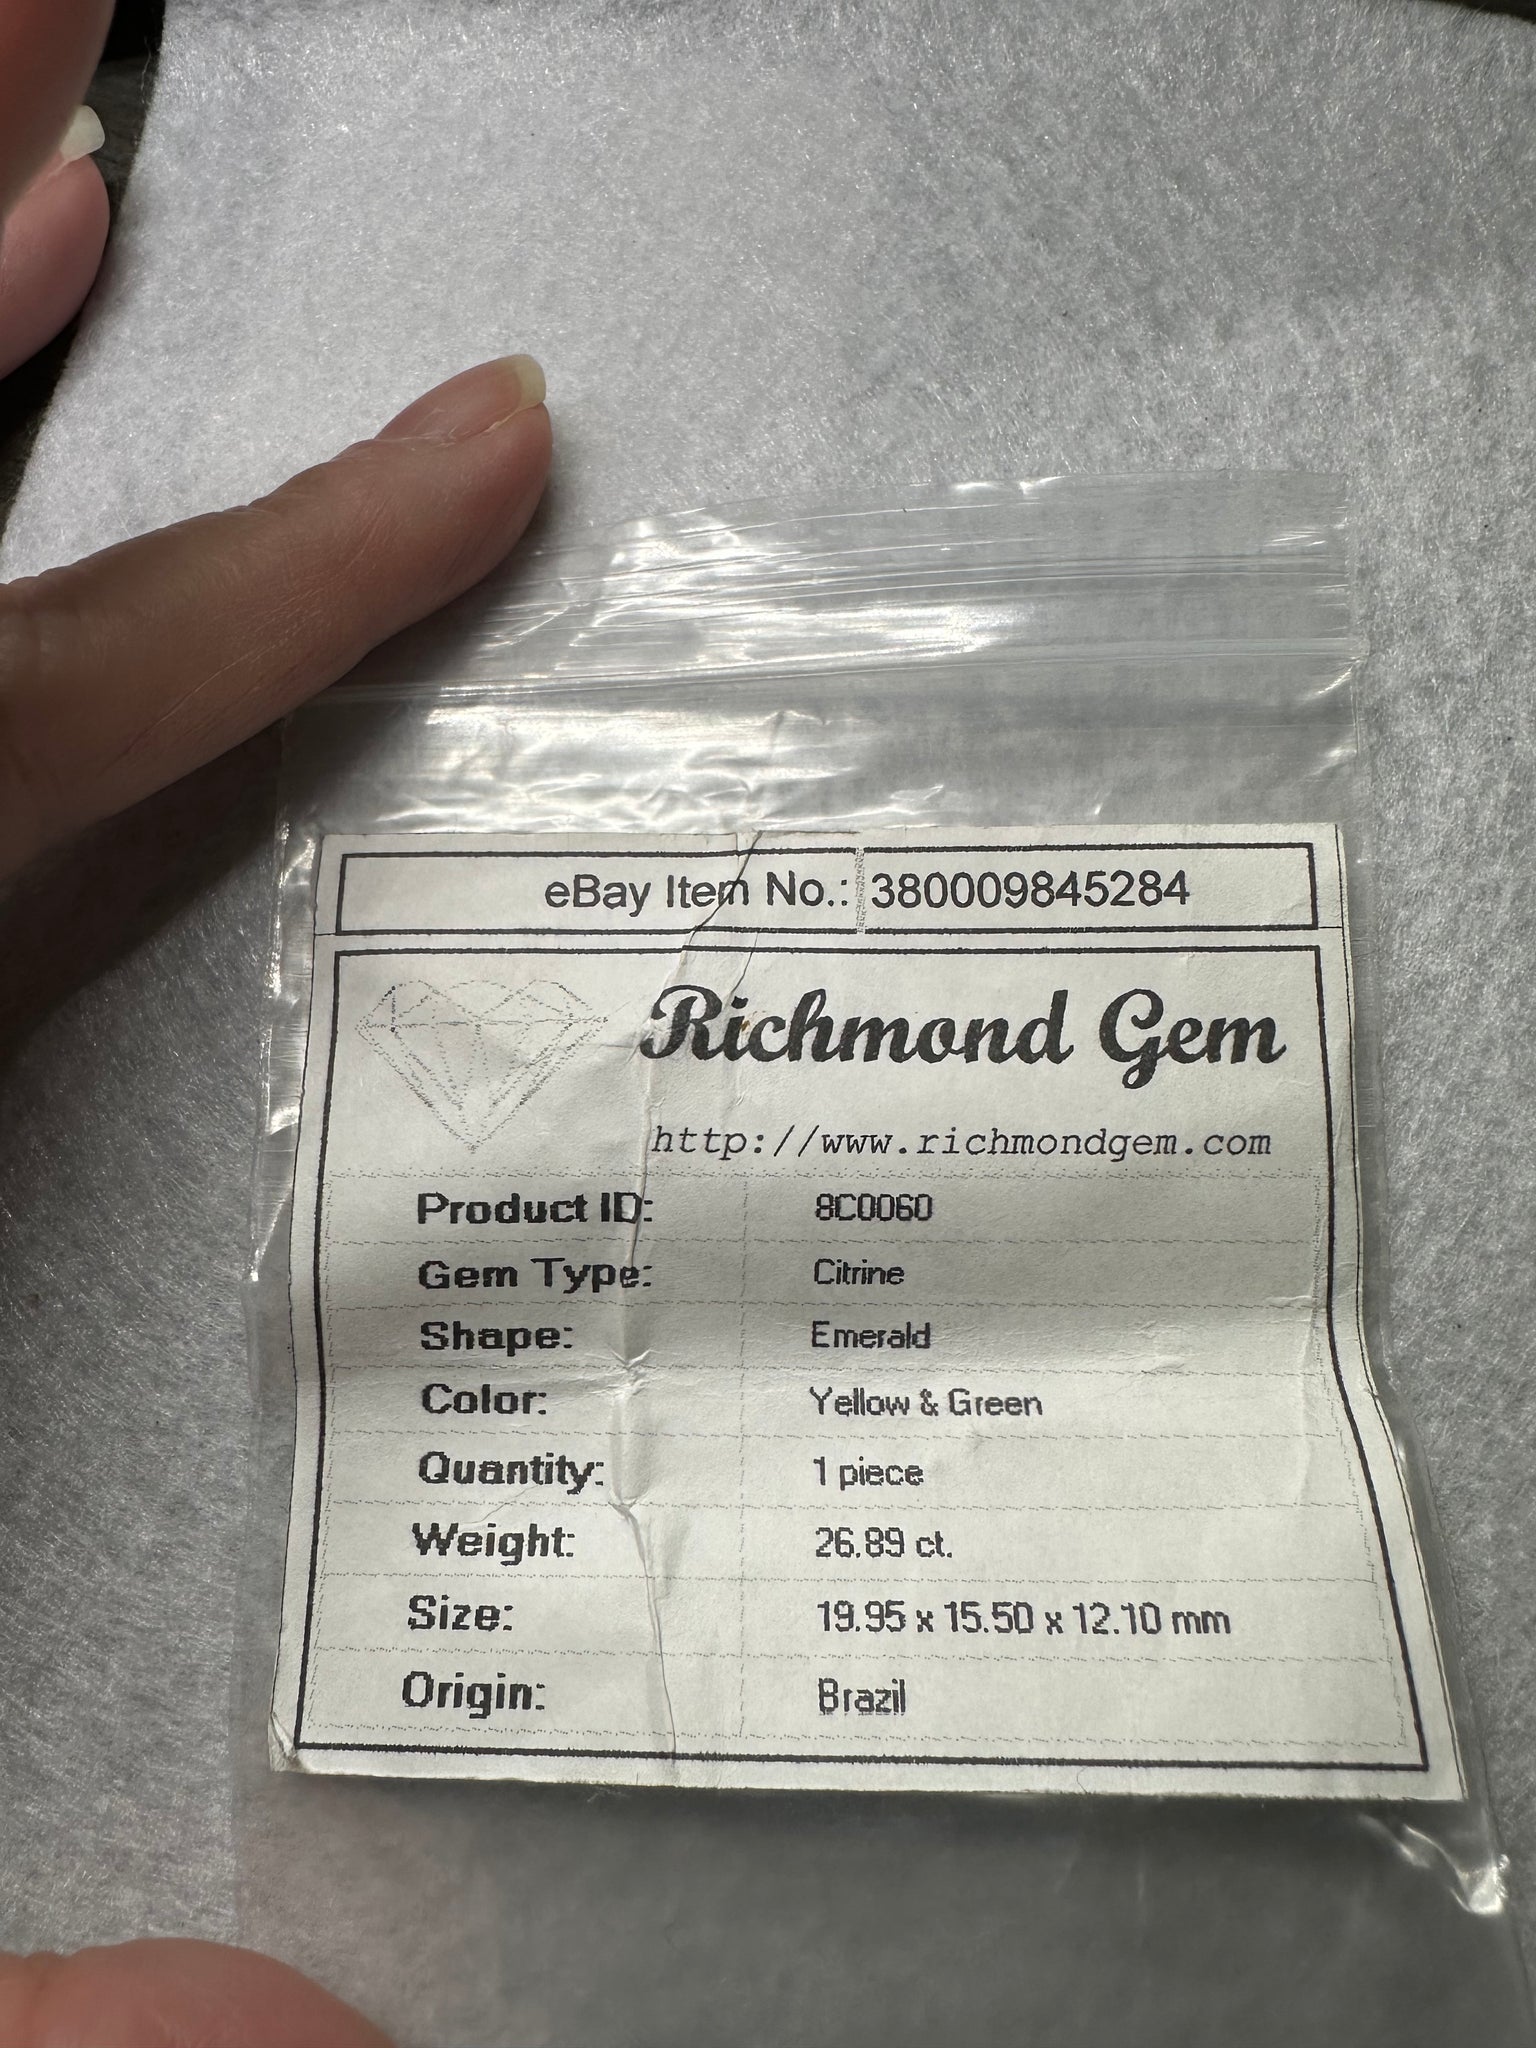 eBay Item No.: 380009845284
Richmond Gem
http://www.richmondgem.com
Product ID: 8C0060
Gem Type: Citrine
Shape: Emerald
Color: Yellow & Green
Quantity: 1 piece
Weight: 26.89 ct.
Size: 19.95 x 15.50 x 12.10 mm
Origin: Brazil